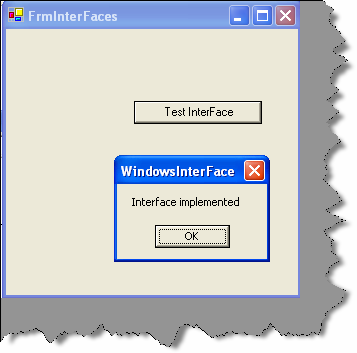 FrmInterFaces
Test InterFace
WindowsInterFace
Interface implemented
OK